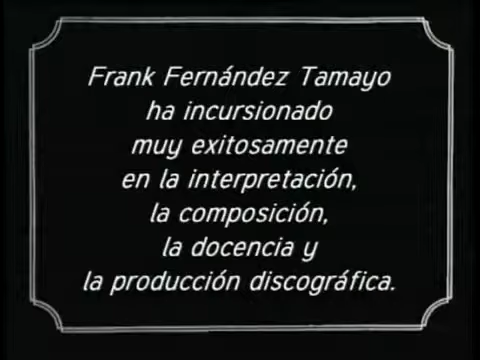 Frank Fernández Tamayo
ha incursionado
muy exitosamente
en la interpretación,
la composición,
la docencia y
la producción discográfica.